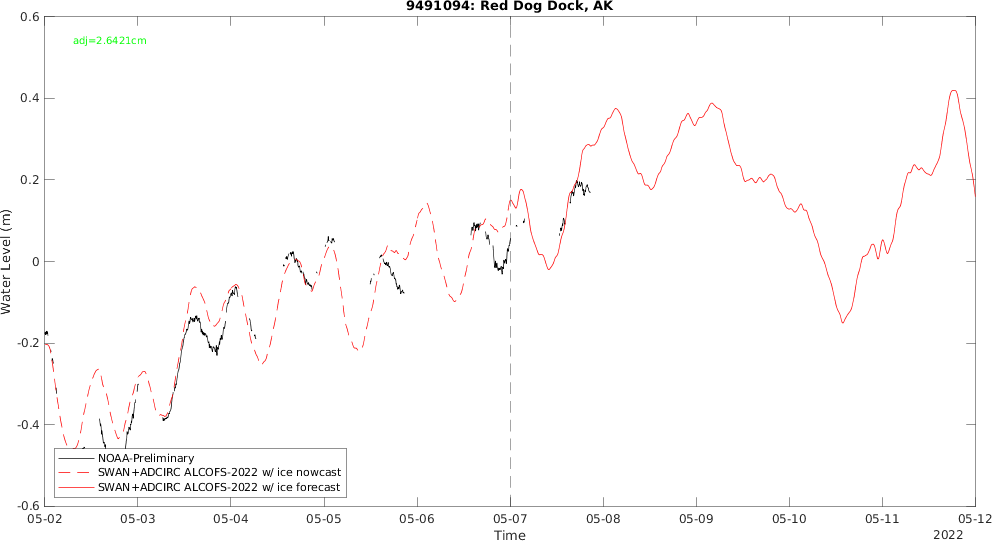 9491094: Red Dog Dock, AK
adj=2.6421cm
Water Level (m)
0.6
0.4
0.2
0
-0.2
-0.4
-0.6
NOAA-Preliminary
SWAN+ADCIRC ALCOFS-2022 w/ ice nowcast
SWAN+ADCIRC ALCOFS-2022 w/ ice forecast
05-02 05-03 05-04 05-05 05-06 05-07 05-08 05-09 05-10 05-11 05-12
Time
2022